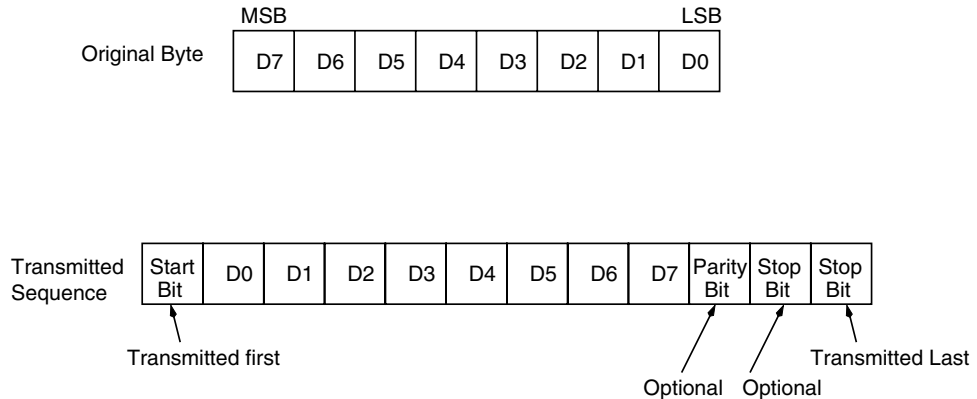 MSB LSB
Original Byte D7 D6 D5 D4 D3 D2 D1 D0
Transmitted Sequence
Start Bit D0 D1 D2 D3 D4 D5 D6 D7 Parity Bit Stop Bit Stop Bit
Transmitted first Transmitted Last
Optional Optional